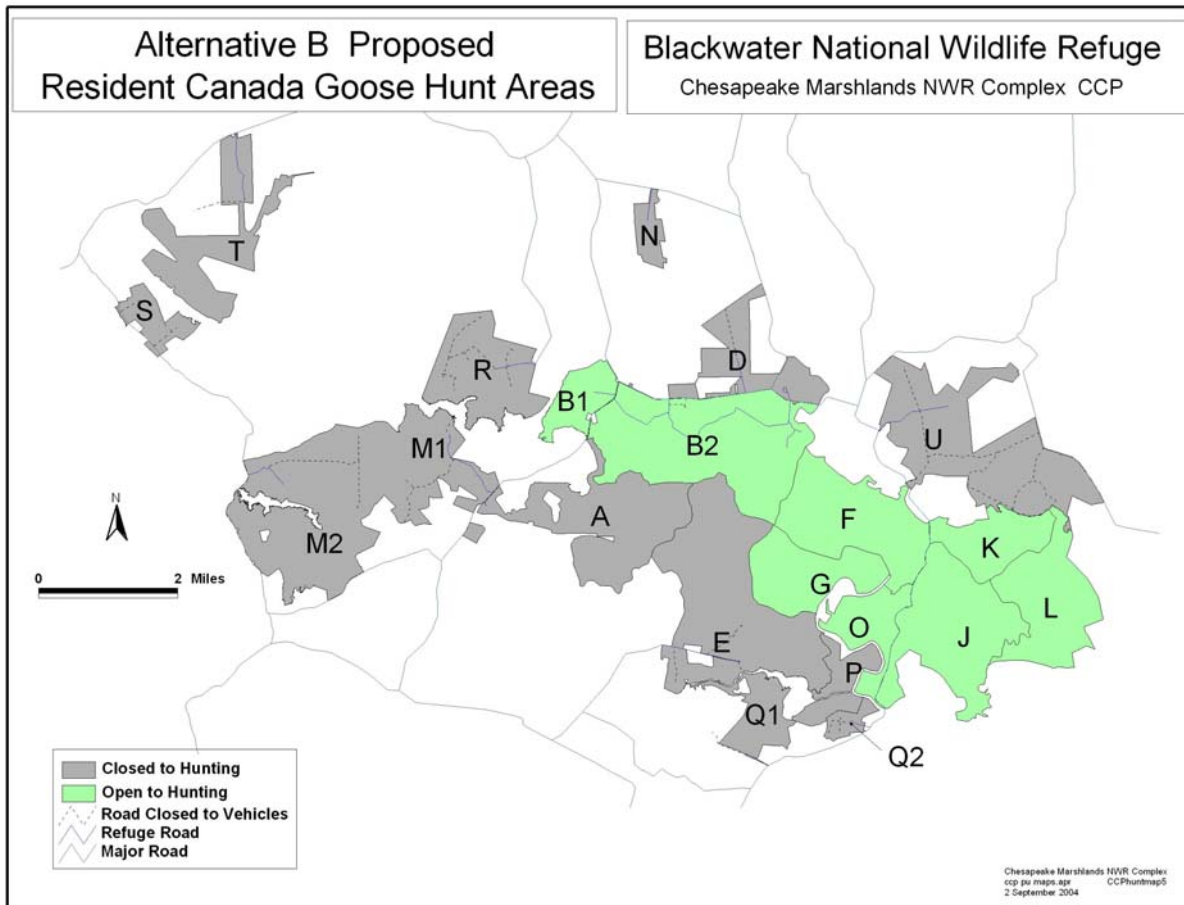 Alternative B Proposed
Resident Canada Goose Hunt Areas
Blackwater National Wildlife Refuge
Chesapeake Marshlands NWR Complex CCP
T
N
S
D
R
B1
B2
U
M1
A
F
K
M2
G
L
O
E
J
P
Q1
Q2
N
0 2 Miles
Closed to Hunting
Open to Hunting
Road Closed to Vehicles
Refuge Road
Major Road
Chesapeake Marshlands NWR Complex
ccp pu maps.apr CCPhuntmap5
2 September 2004